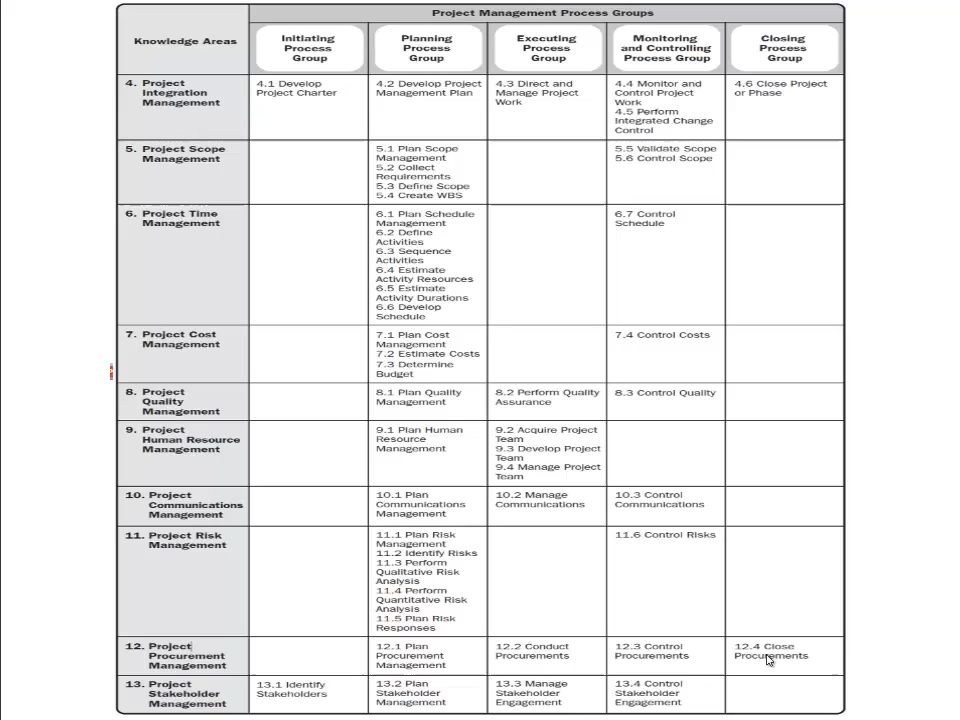 Project Management Process Groups
Knowledge Areas
Initiating
Process
Group
Planning
Process
Group
Executing
Process
Group
Monitoring
and Controlling
Process Group
Closing
Process
Group
4. Project
Integration
Management
4.1 Develop
Project Charter
4.2 Develop Project
Management Plan
4.3 Direct and
Manage Project
Work
4.4 Monitor and
Control Project
Work
4.5 Perform
Integrated Change
Control
4.6 Close Project
or Phase
5. Project Scope
Management
5.1 Plan Scope
Management
5.2 Collect
Requirements
5.3 Define Scope
5.4 Create WBS
5.5 Validate Scope
5.6 Control Scope
6. Project Time
Management
6.1 Plan Schedule
Management
6.2 Define
Activities
6.3 Sequence
Activities
6.4 Estimate
Activity Resources
6.5 Estimate
Activity Durations
6.6 Develop
Schedule
6.7 Control
Schedule
7. Project Cost
Management
7.1 Plan Cost
Management
7.2 Estimate Costs
7.3 Determine
Budget
7.4 Control Costs
8. Project
Quality
Management
8.1 Plan Quality
Management
8.2 Perform Quality
Assurance
8.3 Control Quality
9. Project
Human Resource
Management
9.1 Plan Human
Resource
Management
9.2 Acquire Project
Team
9.3 Develop Project
Team
9.4 Manage Project
Team
10. Project
Communications
Management
10.1 Plan
Communications
Management
10.2 Manage
Communications
10.3 Control
Communications
11. Project Risk
Management
11.1 Plan Risk
Management
11.2 Identify Risks
11.3 Perform
Qualitative Risk
Analysis
11.4 Perform
Quantitative Risk
Analysis
11.5 Plan Risk
Responses
11.6 Control Risks
12. Project
Procurement
Management
12.1 Plan
Procurement
Management
12.2 Conduct
Procurements
12.3 Control
Procurements
12.4 Close
Procurements
13. Project
Stakeholder
Management
13.1 Identify
Stakeholders
13.2 Plan
Stakeholder
Management
13.3 Manage
Stakeholder
Engagement
13.4 Control
Stakeholder
Engagement